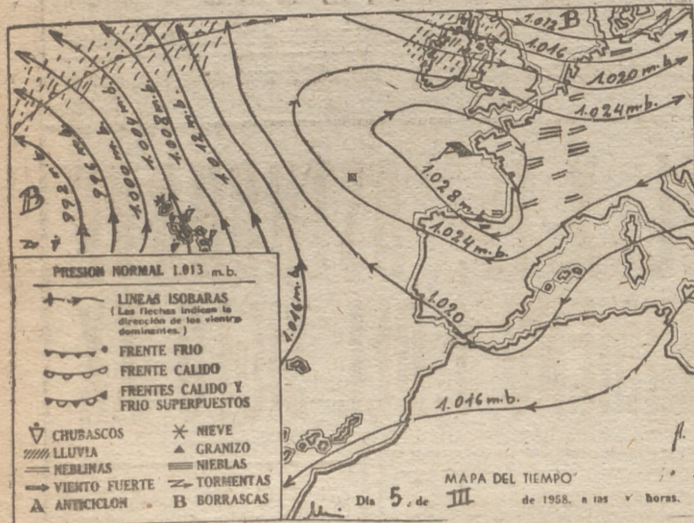 1.012 B
1.016
1.020 m.b.
1.024 m.b.
1.004 m.b.
1.008 m.b.
1.012 m.b.
1.000 m.b.
996 m.b.
992 m.b.
B
1.028 m.b.
1.024 m.b.
1.020
1.016 m.b.
1.016 m.b.
PRESION NORMAL 1.013 m.b.
LINEAS ISOBARAS
(Las flechas indican la
dirección de los vientos
dominantes.)
FRENTE FRIO
FRENTE CALIDO
FRENTES CALIDO Y
FRIO SUPERPUESTOS
CHUBASCOS
NIEVE
LLUVIA
GRANIZO
NEBLINAS
NIEBLAS
VIENTO FUERTE
TORMENTAS
A ANTICICLON
B BORRASCAS
MAPA DEL TIEMPO
Día 5, de III de 1958. a las horas.